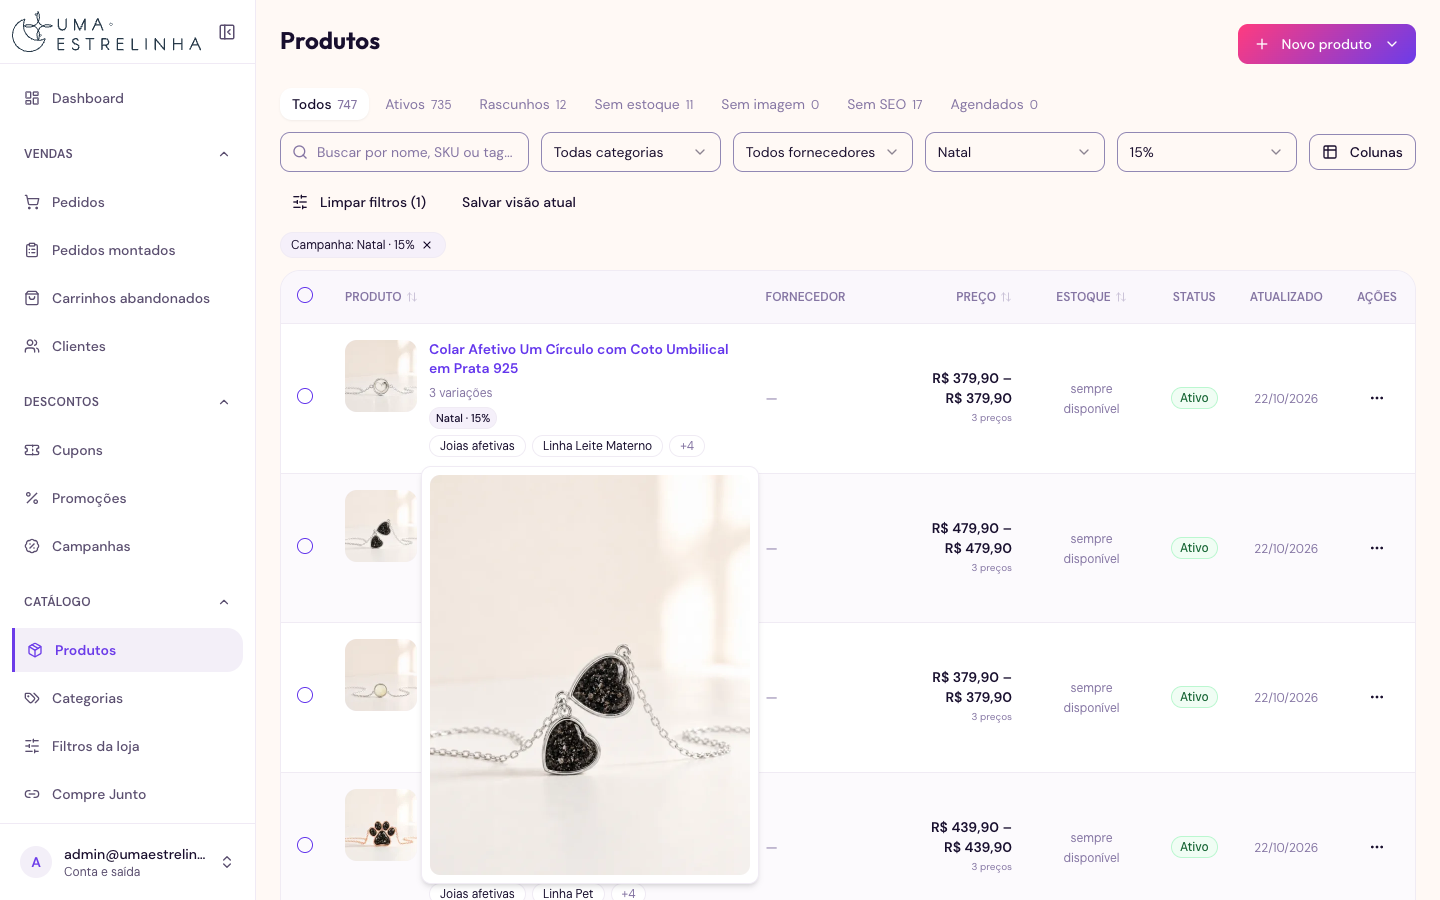 UMA
ESTRELINHA
Dashboard
VENDAS
Pedidos
Pedidos montados
Carrinhos abandonados
Clientes
DESCONTOS
Cupons
Promoções
Campanhas
CATÁLOGO
Produtos
Categorias
Filtros da loja
Compre Junto
A
admin@umaestrelin...
Conta e saída
Produtos
Novo produto
Todos 747
Ativos 735
Rascunhos 12
Sem estoque 11
Sem imagem 0
Sem SEO 17
Agendados 0
Buscar por nome, SKU ou tag...
Todas categorias
Todos fornecedores
Natal
15%
Colunas
Limpar filtros (1)
Salvar visão atual
Campanha: Natal · 15%
PRODUTO
FORNECEDOR
PREÇO
ESTOQUE
STATUS
ATUALIZADO
AÇÕES
Colar Afetivo Um Círculo com Coto Umbilical
em Prata 925
3 variações
Natal · 15%
Joias afetivas
Linha Leite Materno
+4
—
R$ 379,90 –
R$ 379,90
3 preços
sempre
disponível
Ativo
22/10/2026
—
R$ 479,90 –
R$ 479,90
3 preços
sempre
disponível
Ativo
22/10/2026
—
R$ 379,90 –
R$ 379,90
3 preços
sempre
disponível
Ativo
22/10/2026
—
R$ 439,90 –
R$ 439,90
3 preços
sempre
disponível
Ativo
22/10/2026
Joias afetivas
Linha Pet
+4